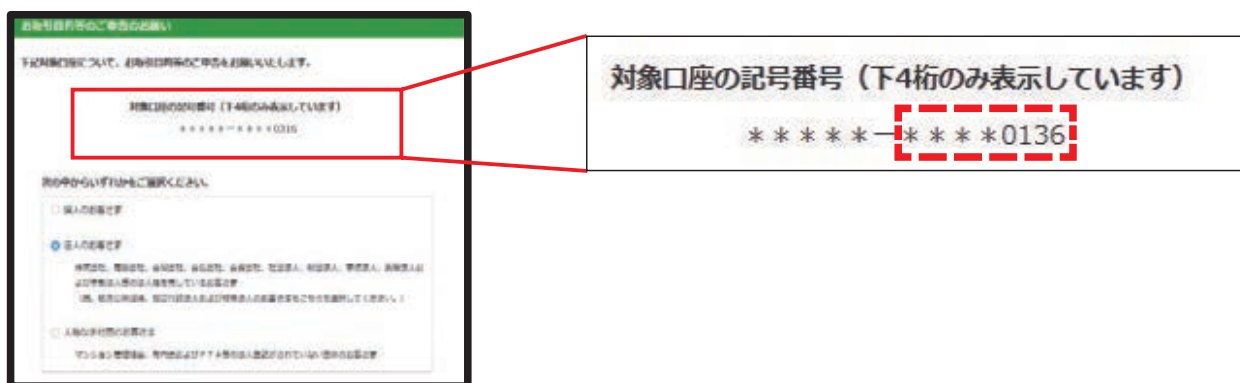 お取引目的等のご申告のお願い
下記対象口座について、お取引目的等のご申告をお願いいたします。
対象口座の記号番号（下4桁のみ表示しています）
＊＊＊＊＊ー＊＊＊＊0316
次の中からいずれかをご選択ください。
個人のお客さま
法人のお客さま
人格なき社団のお客さま
対象口座の記号番号（下4桁のみ表示しています）
＊＊＊＊＊ー＊＊＊＊0136